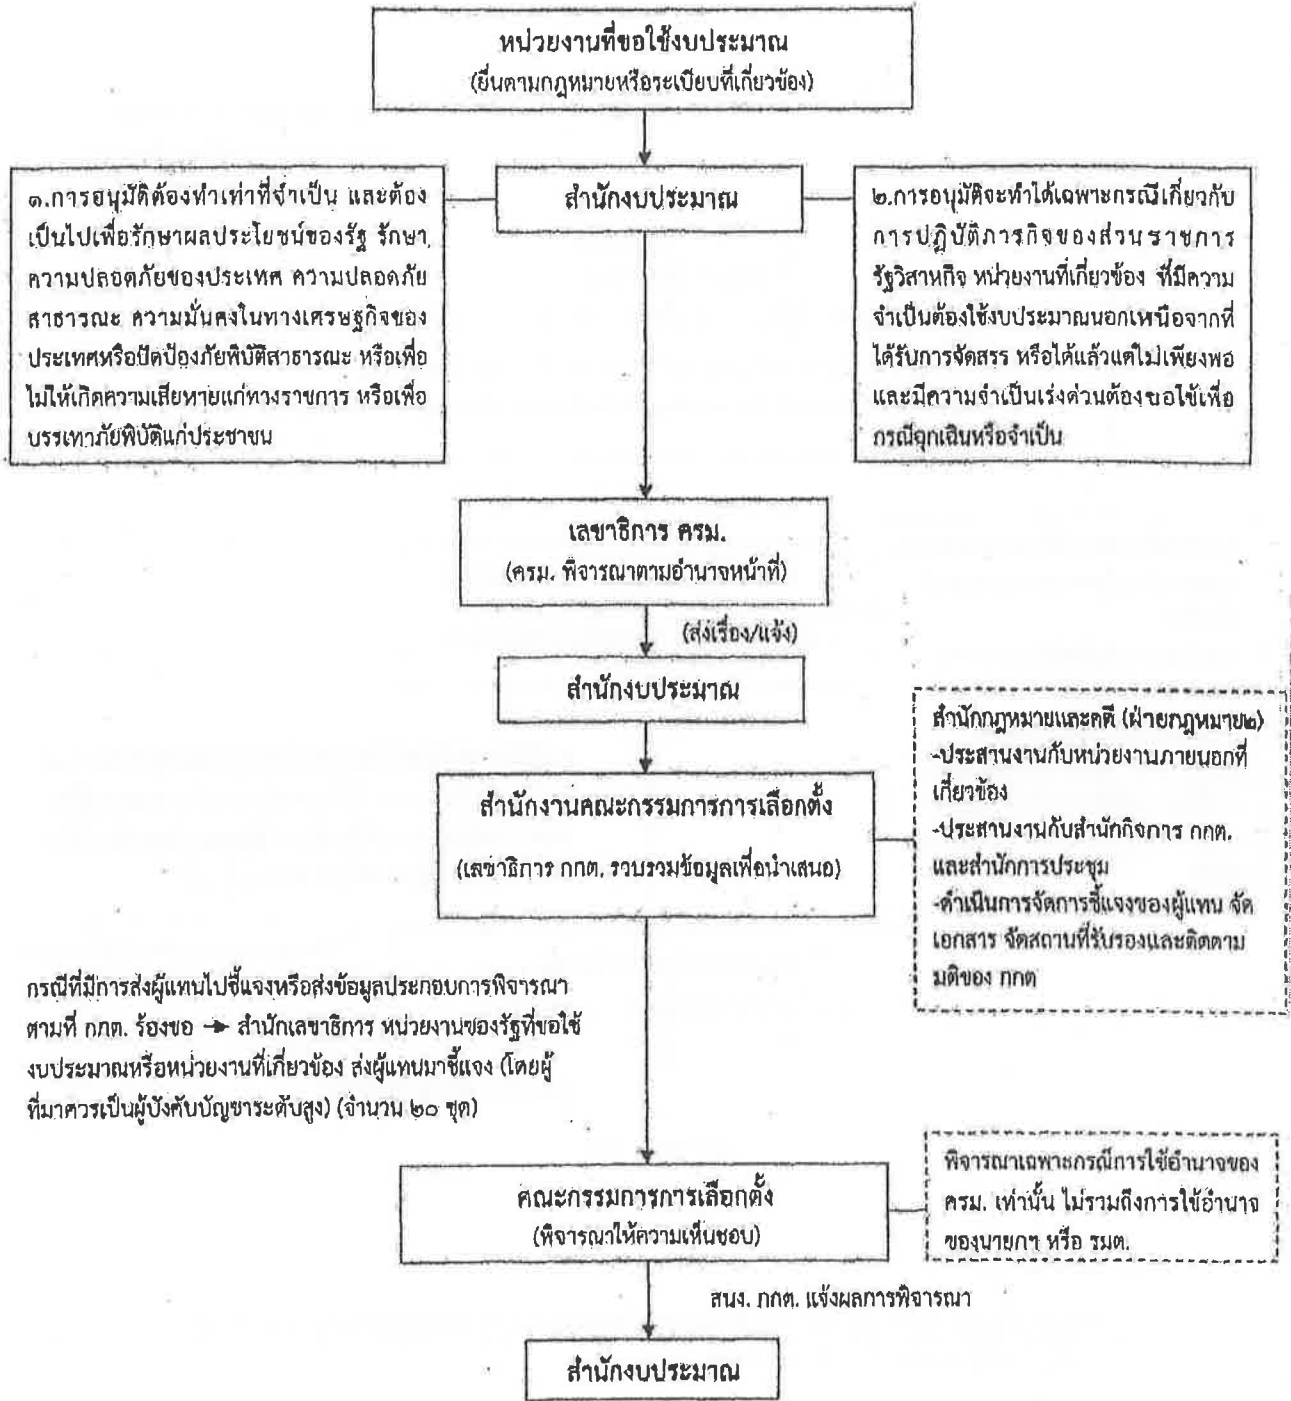 หน่วยงานที่ขอใช้งบประมาณ
(ยื่นตามกฎหมายหรือระเบียบที่เกี่ยวข้อง)
สำนักงบประมาณ
๑.การอนุมัติต้องทำเท่าที่จำเป็น และต้อง
เป็นไปเพื่อรักษาผลประโยชน์ของรัฐ รักษา
ความปลอดภัยของประเทศ ความปลอดภัย
สาธารณะ ความมั่นคงในทางเศรษฐกิจของ
ประเทศหรือปัดป้องภัยพิบัติสาธารณะ หรือเพื่อ
ไม่ให้เกิดความเสียหายแก่ทางราชการ หรือเพื่อ
บรรเทาภัยพิบัติแก่ประชาชน
๒.การอนุมัติจะทำได้เฉพาะกรณีเกี่ยวกับ
การปฏิบัติภารกิจของส่วนราชการ
รัฐวิสาหกิจ หน่วยงานที่เกี่ยวข้อง ที่มีความ
จำเป็นต้องใช้งบประมาณนอกเหนือจากที่
ได้รับการจัดสรร หรือได้แล้วแต่ไม่เพียงพอ
และมีความจำเป็นเร่งด่วนต้องขอใช้เพื่อ
กรณีฉุกเฉินหรือจำเป็น
เลขาธิการ ครม.
(ครม. พิจารณาตามอำนาจหน้าที่)
(ส่งเรื่อง/แจ้ง)
สำนักงบประมาณ
สำนักงานคณะกรรมการการเลือกตั้ง
(เลขาธิการ กกต. รวบรวมข้อมูลเพื่อนำเสนอ)
สำนักกฎหมายและคดี (ฝ่ายกฎหมาย๒)
-ประสานงานกับหน่วยงานภายนอกที่
เกี่ยวข้อง
-ประสานงานกับสำนักกิจการ กกต.
และสำนักการประชุม
-ดำเนินการจัดการชี้แจงของผู้แทน จัด
เอกสาร จัดสถานที่รับรองและติดตาม
มติของ กกต
กรณีที่มีการส่งผู้แทนไปชี้แจงหรือส่งข้อมูลประกอบการพิจารณา
ตามที่ กกต. ร้องขอ → สำนักเลขาธิการ หน่วยงานของรัฐที่ขอใช้
งบประมาณหรือหน่วยงานที่เกี่ยวข้อง ส่งผู้แทนมาชี้แจง (โดยผู้
ที่มาควรเป็นผู้บังคับบัญชาระดับสูง) (จำนวน ๒๐ ชุด)
คณะกรรมการการเลือกตั้ง
(พิจารณาให้ความเห็นชอบ)
พิจารณาเฉพาะกรณีการใช้อำนาจของ
ครม. เท่านั้น ไม่รวมถึงการใช้อำนาจ
ของนายกฯ หรือ รมต.
สนง. กกต. แจ้งผลการพิจารณา
สำนักงบประมาณ